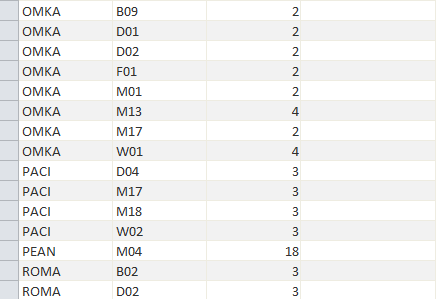 OMKA B09 2
OMKA D01 2
OMKA D02 2
OMKA F01 2
OMKA M01 2
OMKA M13 4
OMKA M17 2
OMKA W01 4
PACI D04 3
PACI M17 3
PACI M18 3
PACI W02 3
PEAN M04 18
ROMA B02 3
ROMA D02 3